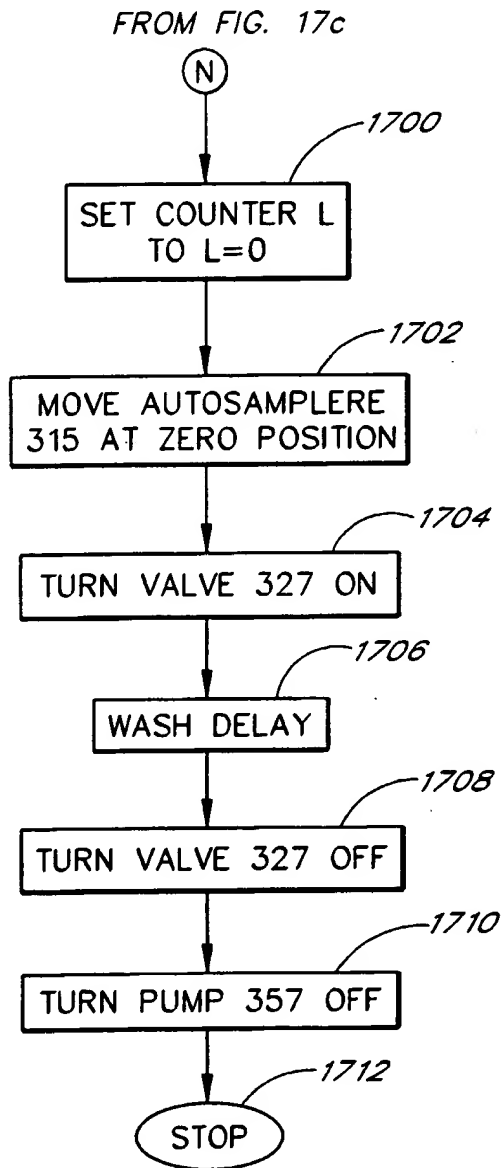 FROM FIG. 17c
N
1700
SET COUNTER L
TO L=0
1702
MOVE AUTOSAMPLERE
315 AT ZERO POSITION
1704
TURN VALVE 327 ON
1706
WASH DELAY
1708
TURN VALVE 327 OFF
1710
TURN PUMP 357 OFF
1712
STOP